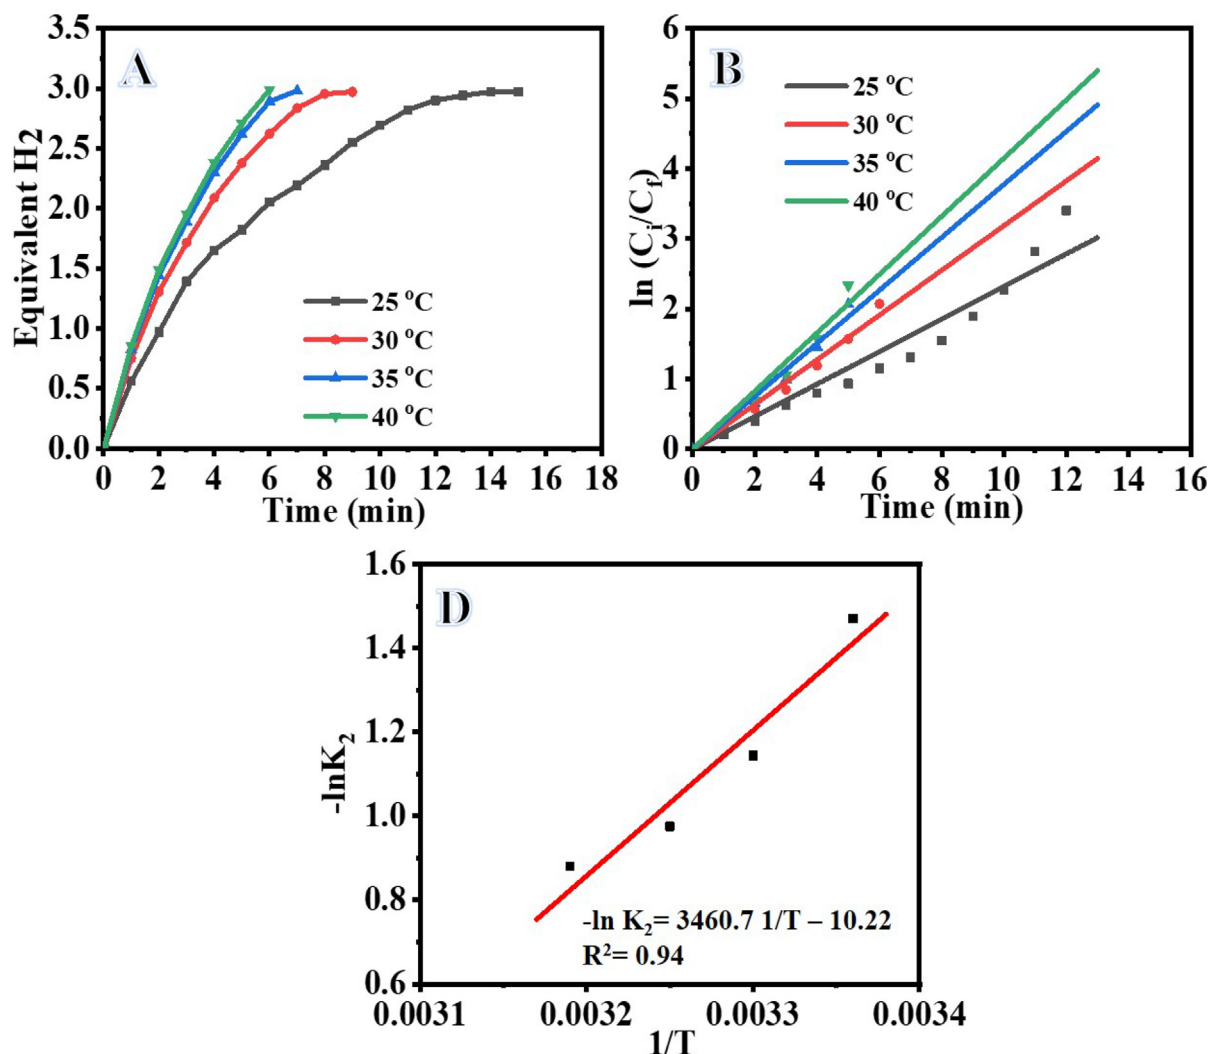 A
Equivalent H2
3.5
3.0
2.5
2.0
1.5
1.0
0.5
0.0
25 °C
30 °C
35 °C
40 °C
2 4 6 8 10 12 14 16 18
Time (min)
B
ln (Ci/Cf)
6
5
4
3
2
1
0
25 °C
30 °C
35 °C
40 °C
0 2 4 6 8 10 12 14 16
Time (min)
D
-lnK2
1.6
1.4
1.2
1.0
0.8
0.6
-ln K2= 3460.7 1/T – 10.22
R2= 0.94
0.0031 0.0032 0.0033 0.0034
1/T